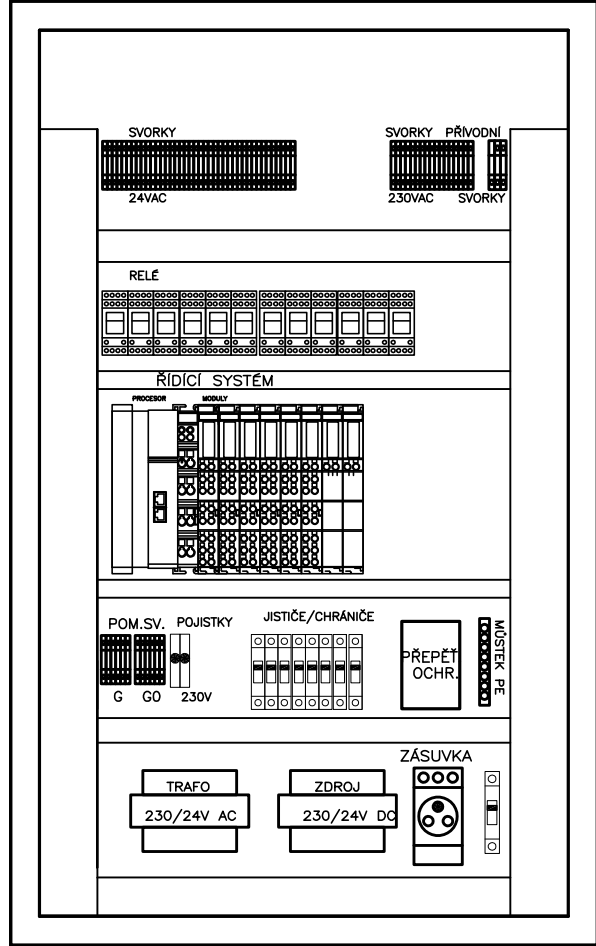 SVORKY
24VAC
SVORKY PŘÍVODNÍ
230VAC SVORKY
RELÉ
ŘÍDÍCÍ SYSTÉM
PROCESOR MODULY
POM.SV. POJISTKY JISTIČE/CHRÁNIČE
PŘEPĚŤ
OCHR.
MŮSTEK PE
G GO 230V
ZÁSUVKA
TRAFO
230/24V AC
ZDROJ
230/24V DC